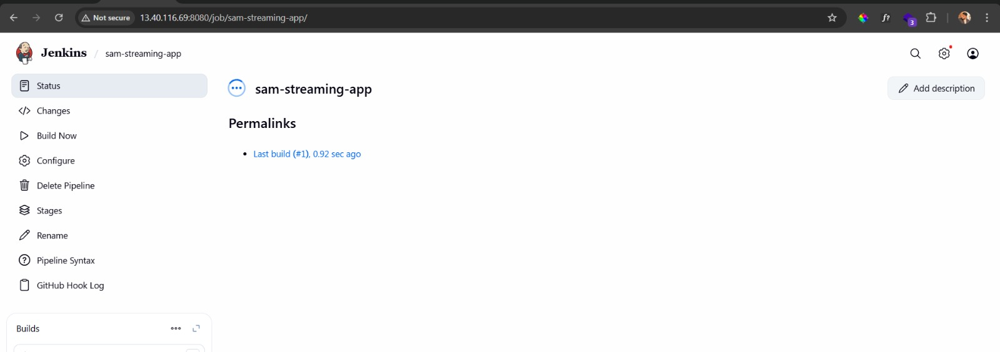 Not secure 13.40.116.69:8080/job/sam-streaming-app/
f?
3
Jenkins / sam-streaming-app
Status
sam-streaming-app
Add description
Changes
Permalinks
Build Now
Last build (#1), 0.92 sec ago
Configure
Delete Pipeline
Stages
Rename
Pipeline Syntax
GitHub Hook Log
Builds